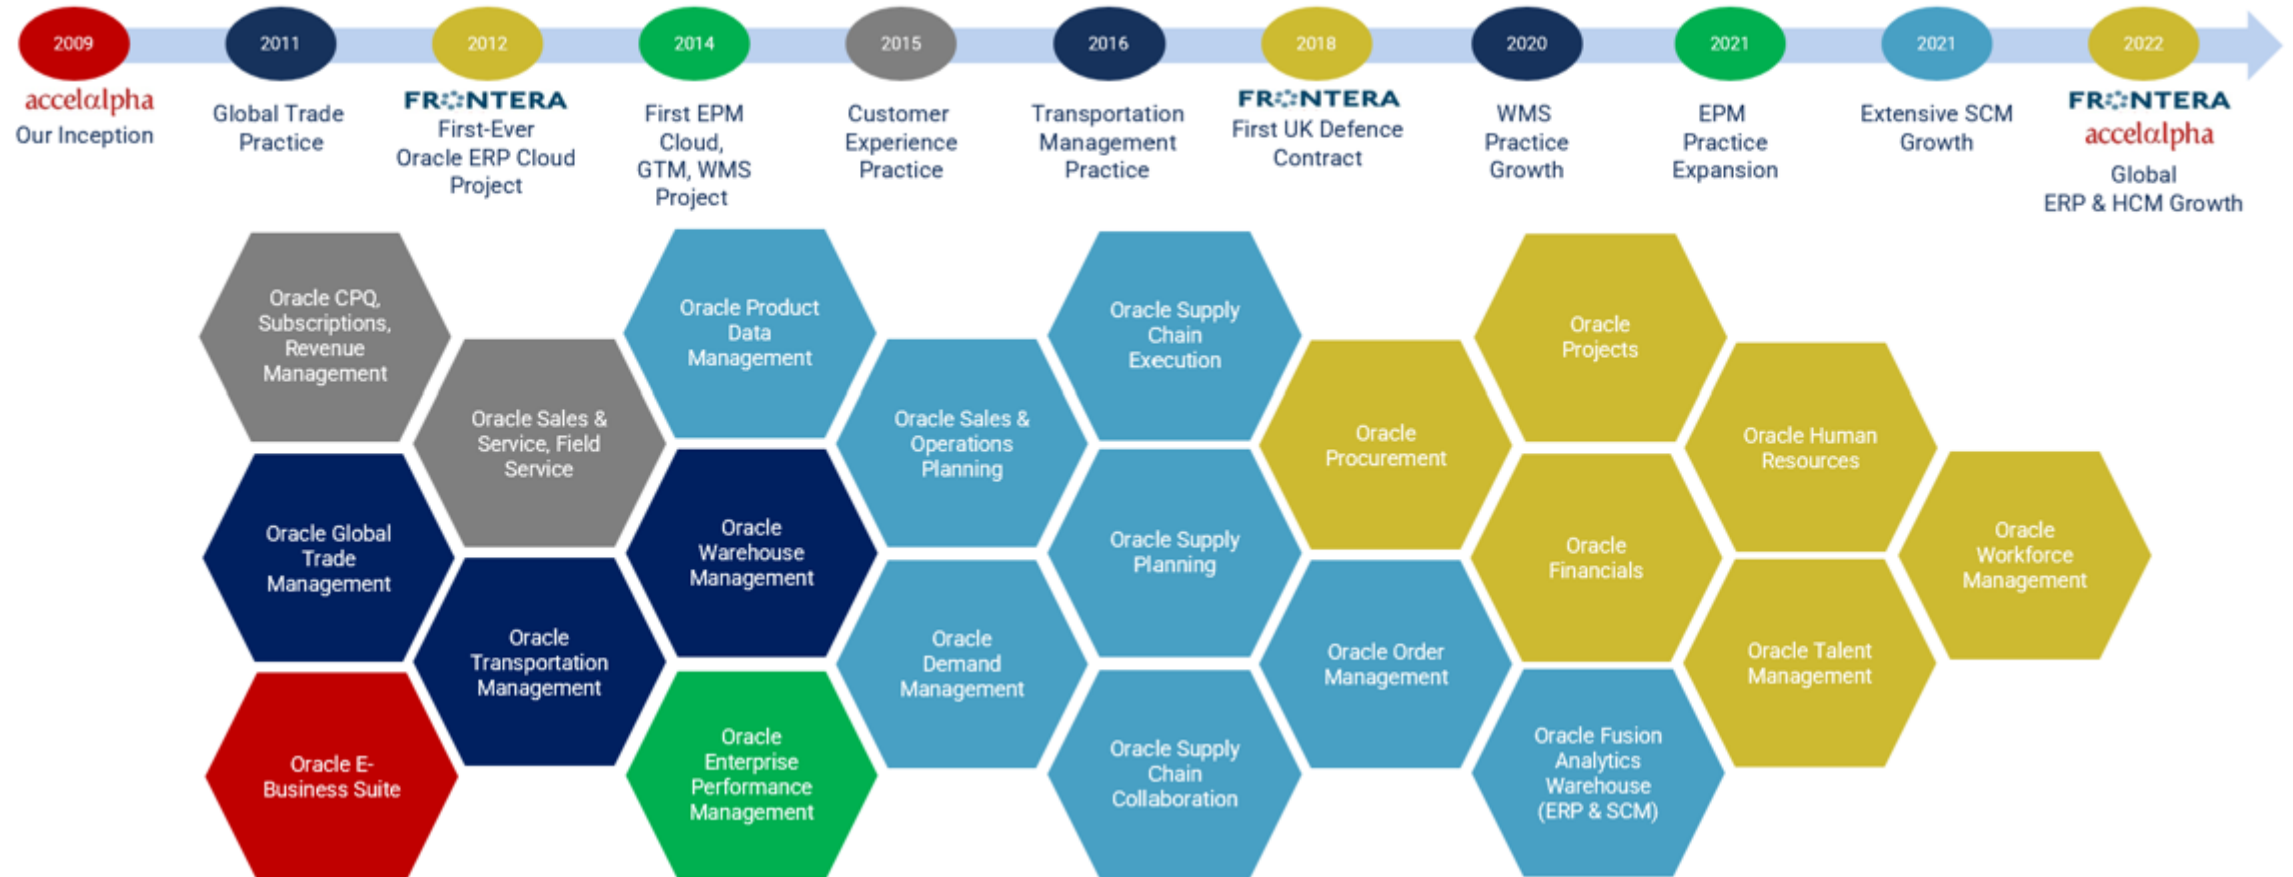 2009
2011
2012
2014
2015
2016
2018
2020
2021
2021
2022
accelalpha
Our Inception
Global Trade
Practice
FRONTERA
First-Ever
Oracle ERP Cloud
Project
First EPM
Cloud,
GTM, WMS
Project
Customer
Experience
Practice
Transportation
Management
Practice
FRONTERA
First UK Defence
Contract
WMS
Practice
Growth
EPM
Practice
Expansion
Extensive SCM
Growth
FRONTERA
accelalpha
Global
ERP & HCM Growth
Oracle CPQ,
Subscriptions,
Revenue
Management
Oracle Global
Trade
Management
Oracle E-
Business Suite
Oracle Sales &
Service, Field
Service
Oracle
Transportation
Management
Oracle Product
Data
Management
Oracle
Warehouse
Management
Oracle
Enterprise
Performance
Management
Oracle Sales &
Operations
Planning
Oracle
Demand
Management
Oracle Supply
Chain
Execution
Oracle Supply
Planning
Oracle Supply
Chain
Collaboration
Oracle
Procurement
Oracle Order
Management
Oracle
Projects
Oracle
Financials
Oracle Fusion
Analytics
Warehouse
(ERP & SCM)
Oracle Human
Resources
Oracle Talent
Management
Oracle
Workforce
Management